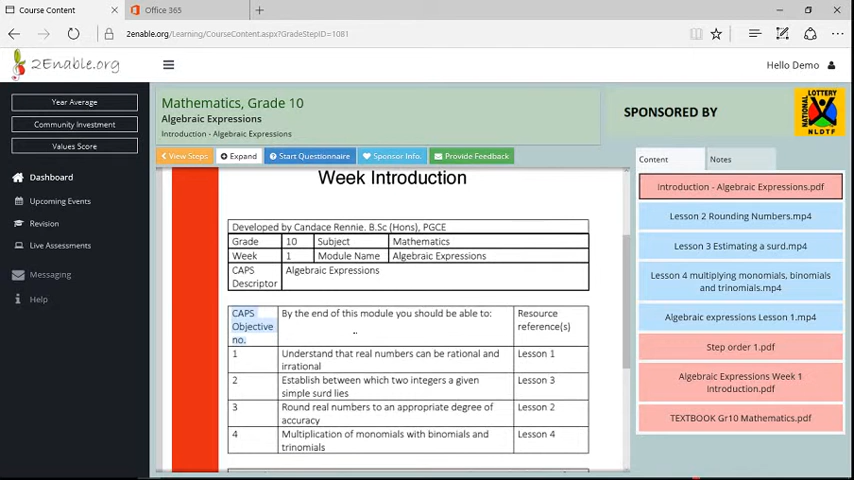 Course Content
Office 365
2enable.org/Learning/CourseContent.aspx?GradeStepID=1081
2Enable.org
Hello Demo
Year Average
Community Investment
Values Score
Dashboard
Upcoming Events
Revision
Live Assessments
Messaging
Help
Mathematics, Grade 10
Algebraic Expressions
Introduction - Algebraic Expressions
SPONSORED BY
NATIONAL LOTTERY
NLDTF
View Steps
Expand
Start Questionnaire
Sponsor Info.
Provide Feedback
Week Introduction
Developed by Candace Rennie. B.Sc (Hons), PGCE
Grade 10 Subject Mathematics
Week 1 Module Name Algebraic Expressions
CAPS Algebraic Expressions
Descriptor
CAPS By the end of this module you should be able to: Resource
Objective reference(s)
no.
1 Understand that real numbers can be rational and Lesson 1
irrational
2 Establish between which two integers a given Lesson 3
simple surd lies
3 Round real numbers to an appropriate degree of Lesson 2
accuracy
4 Multiplication of monomials with binomials and Lesson 4
trinomials
Content
Notes
Introduction - Algebraic Expressions.pdf
Lesson 2 Rounding Numbers.mp4
Lesson 3 Estimating a surd.mp4
Lesson 4 multiplying monomials, binomials
and trinomials.mp4
Algebraic expressions Lesson 1.mp4
Step order 1.pdf
Algebraic Expressions Week 1
Introduction.pdf
TEXTBOOK Gr10 Mathematics.pdf